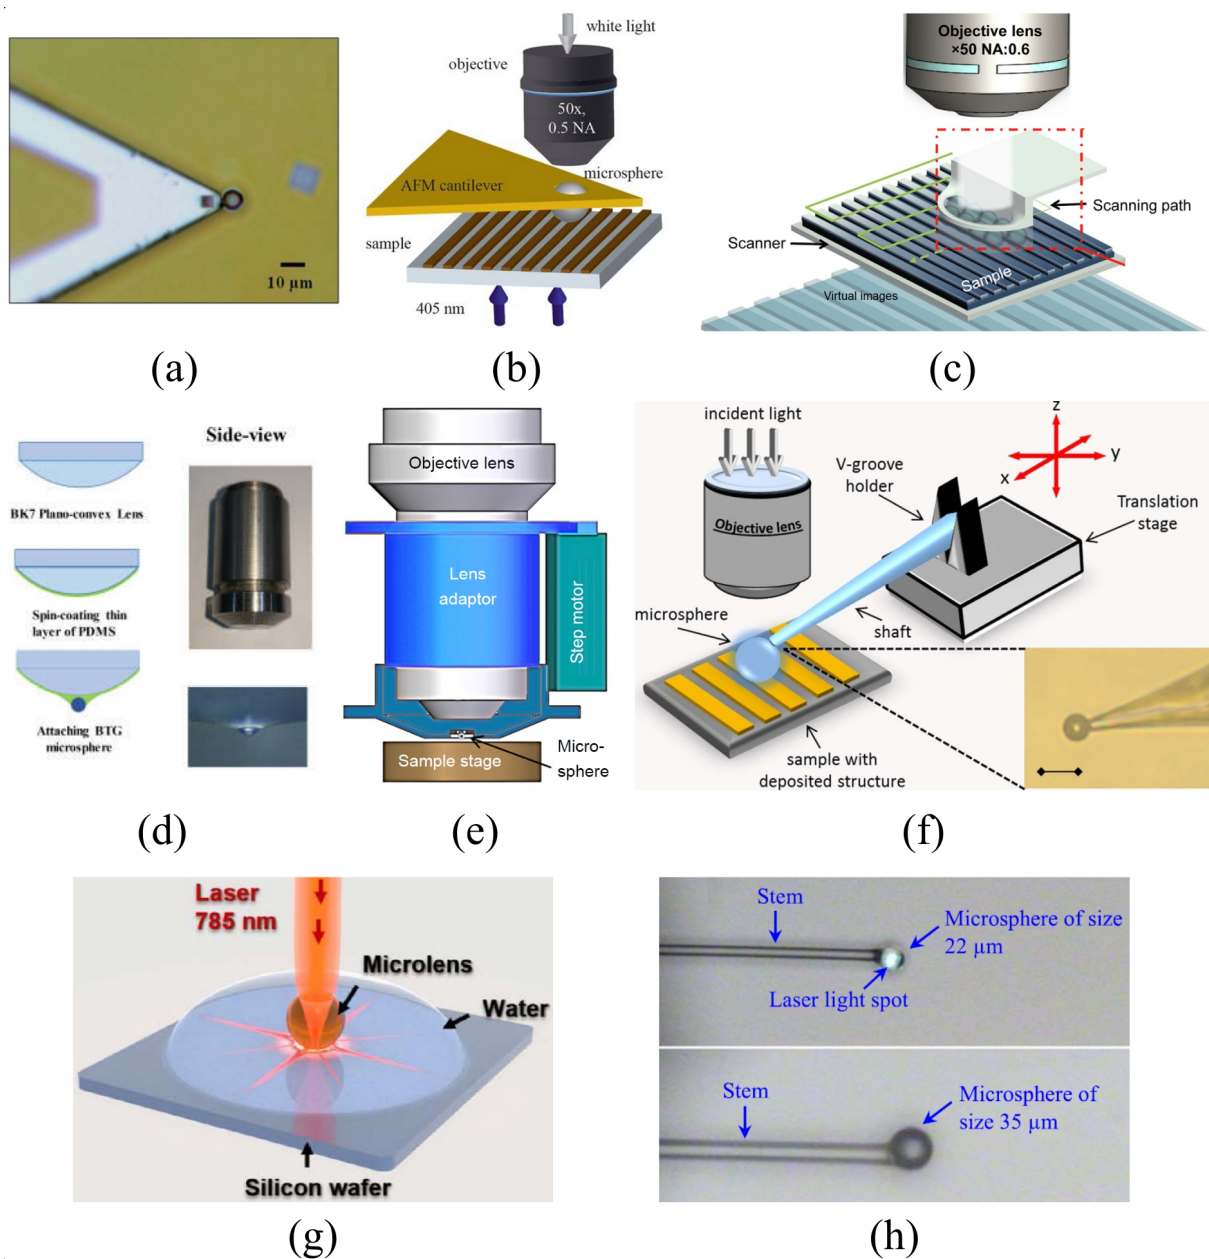 10 µm
(a)
white light
objective
50x,
0.5 NA
microsphere
AFM cantilever
sample
405 nm
(b)
Objective lens
×50 NA:0.6
Scanning path
Scanner
Sample
Virtual images
(c)
Side-view
BK7 Plano-convex Lens
Spin-coating thin
layer of PDMS
Attaching BTG
microsphere
(d)
Objective lens
Lens
adaptor
Step motor
Sample stage
Micro-
sphere
(e)
incident light
Objective lens
V-groove
holder
z
y
x
Translation
stage
microsphere
shaft
sample with
deposited structure
(f)
Laser
785 nm
Microlens
Water
Silicon wafer
(g)
Stem
Microsphere of size
22 µm
Laser light spot
Stem
Microsphere of
size 35 µm
(h)